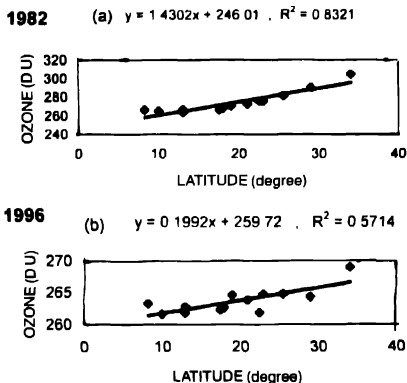 1982 (a) y = 1 4302x + 246 01 , R² = 0 8321
320
300
280
260
240
OZONE (D U)
0 10 20 30 40
LATITUDE (degree)
1996 (b) y = 0 1992x + 259 72 , R² = 0 5714
270
265
260
OZONE (D U)
0 10 20 30 40
LATITUDE (degree)